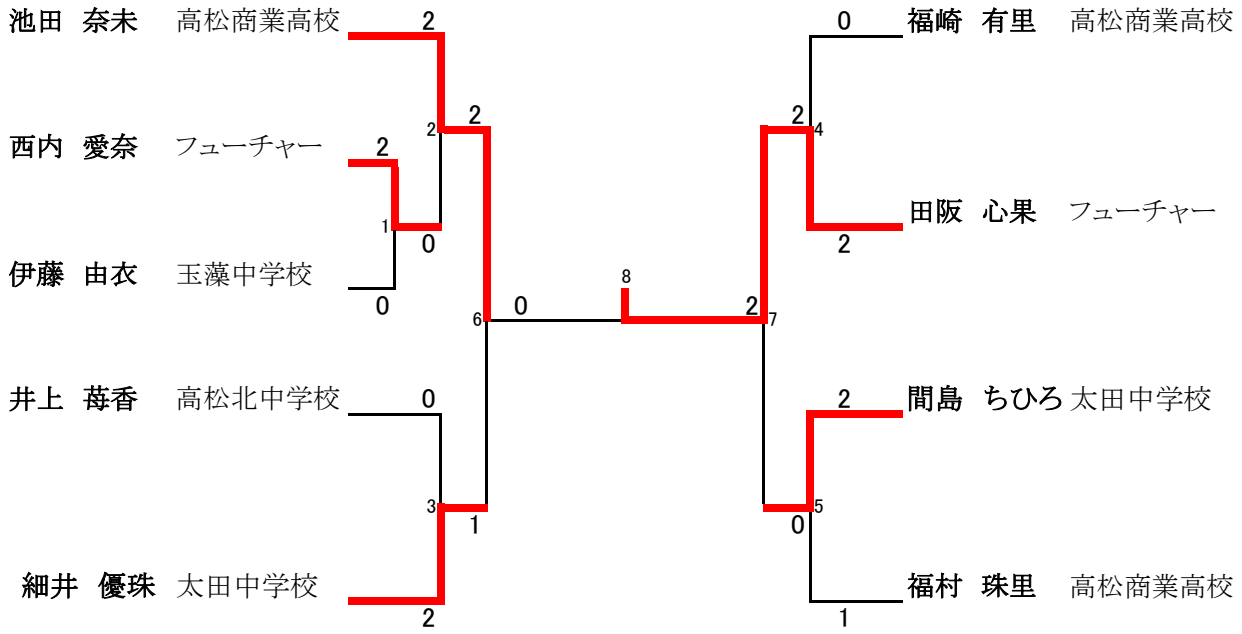 池田 奈未 高松商業高校 2 0 福崎 有里 高松商業高校
2 2 2 4
西内 愛奈 フューチャー 2
1 田阪 心果 フューチャー
0 2
伊藤 由衣 玉藻中学校 8
0 6 0 2 7
井上 苺香 高松北中学校 0 2 間島 ちひろ 太田中学校
3 5
1 0
細井 優珠 太田中学校 福村 珠里 高松商業高校
2 1